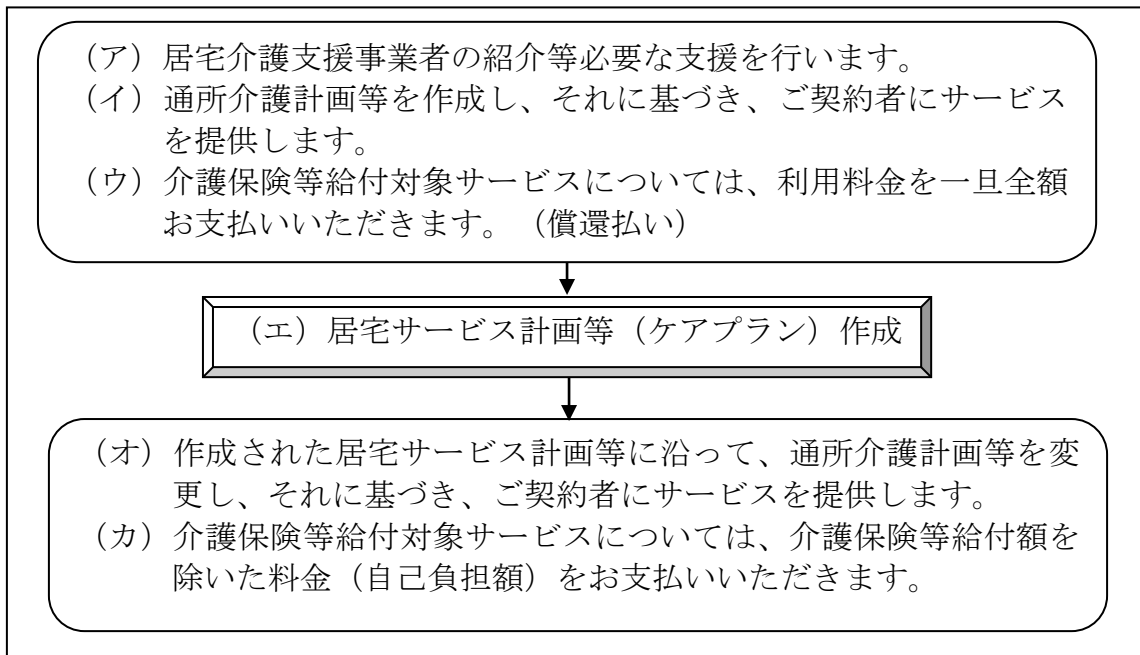 （ア）居宅介護支援事業者の紹介等必要な支援を行います。
（イ）通所介護計画等を作成し、それに基づき、ご契約者にサービス
を提供します。
（ウ）介護保険等給付対象サービスについては、利用料金を一旦全額
お支払いいただきます。（償還払い）
（エ）居宅サービス計画等（ケアプラン）作成
（オ）作成された居宅サービス計画等に沿って、通所介護計画等を変
更し、それに基づき、ご契約者にサービスを提供します。
（カ）介護保険等給付対象サービスについては、介護保険等給付額を
除いた料金（自己負担額）をお支払いいただきます。